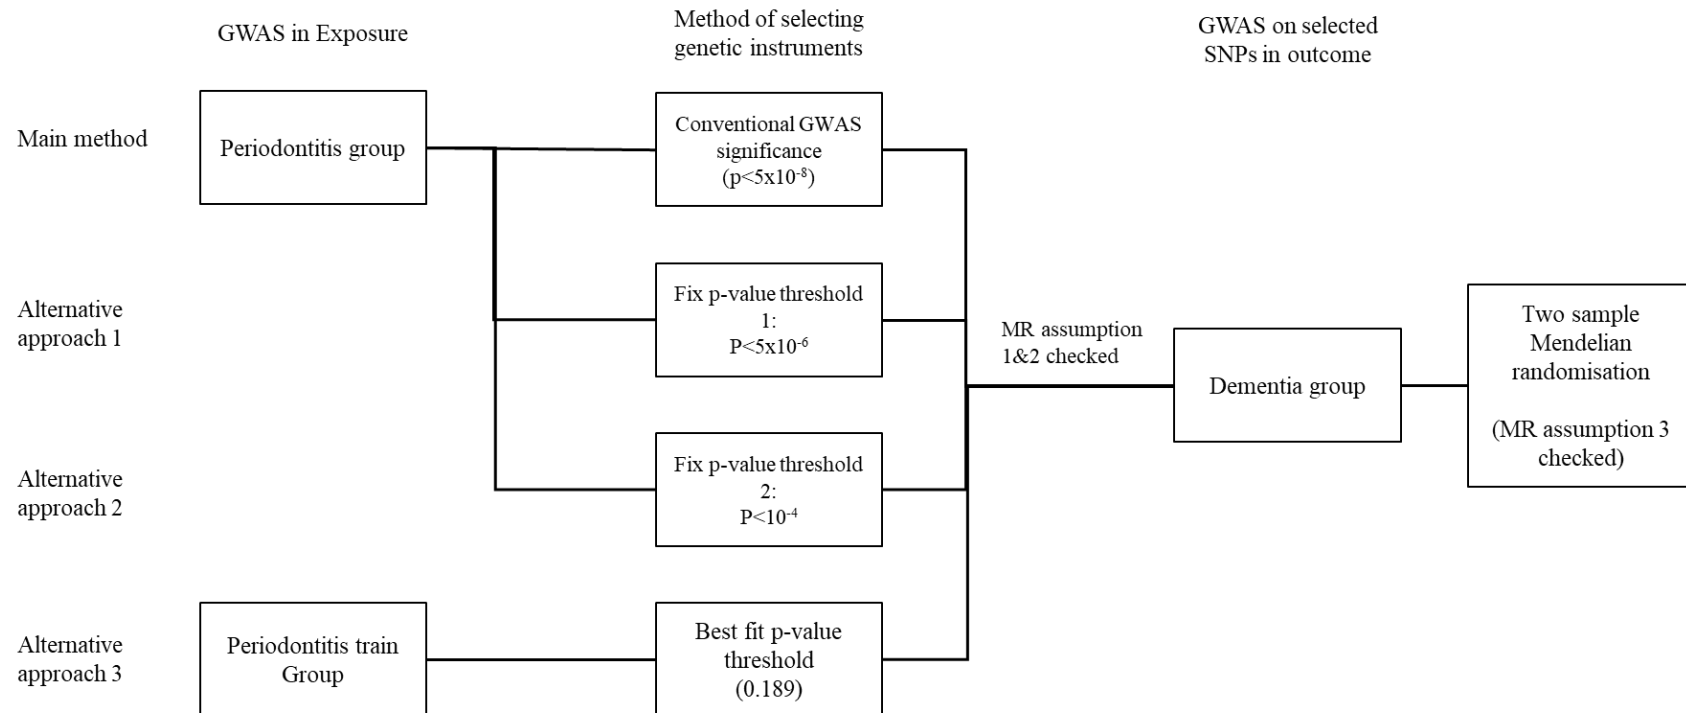 GWAS in Exposure
Method of selecting
genetic instruments
GWAS on selected
SNPs in outcome
Main method
Periodontitis group
Conventional GWAS
significance
(p<5x10⁻⁸)
Alternative
approach 1
Fix p-value threshold
1:
P<5x10⁻⁶
MR assumption
1&2 checked
Dementia group
Two sample
Mendelian
randomisation
(MR assumption 3
checked)
Alternative
approach 2
Fix p-value threshold
2:
P<10⁻⁴
Alternative
approach 3
Periodontitis train
Group
Best fit p-value
threshold
(0.189)